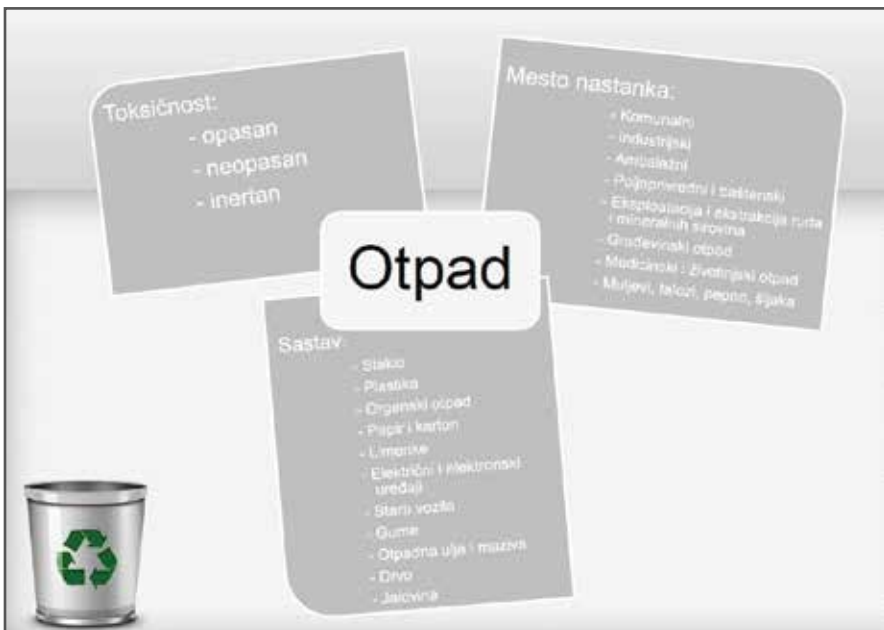 Toksičnost:
- opasan
- neopasan
- inertan
Mesto nastanka:
- Komunalni
- Industrijski
- Ambalažni
- Poljoprivredni i baštenski
- Eksploatacija i ekstrakcija ruda
i mineralnih sirovina
- Građevinski otpad
- Medicinski i životinjski otpad
- Muljevi, talozi, pepeo, šljaka
Otpad
Sastav:
- Staklo
- Plastika
- Organski otpad
- Papir i karton
- Limenke
- Električni i elektronski
uređaji
- Stara vozila
- Gume
- Otpadna ulja i maziva
- Drvo
- Jalovina